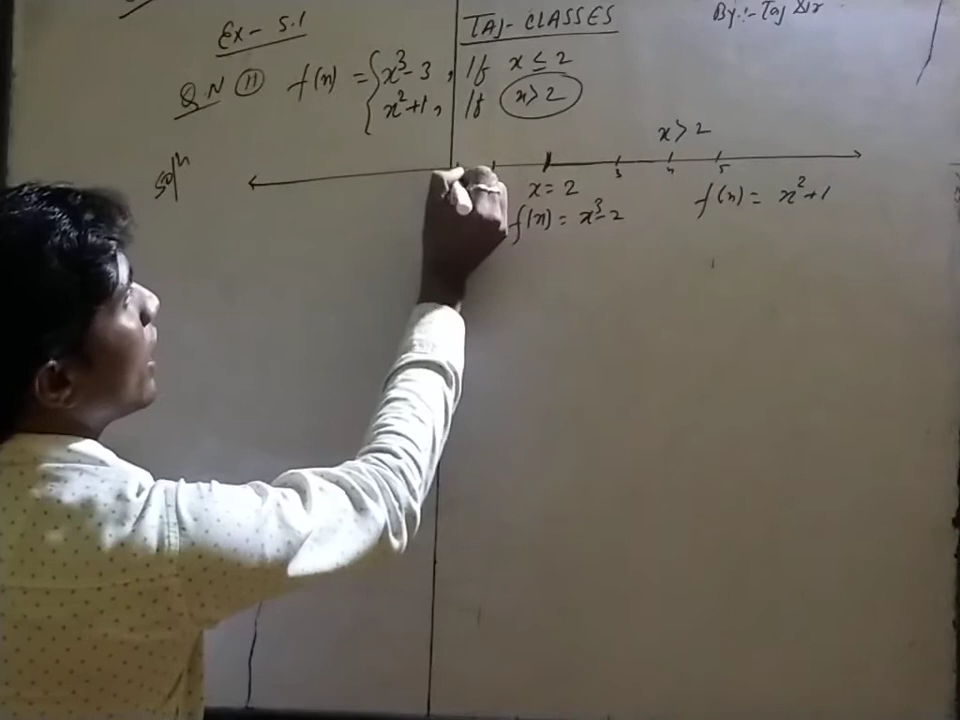 TAJ-CLASSES
By:- Taj Sir
Ex- 5.1
Q.N 11 f(x) = { x³-3, If x ≤ 2
x²+1, If x>2
Solⁿ
x>2
3 4 5
x=2
f(x) = x³-2
f(x) = x²+1